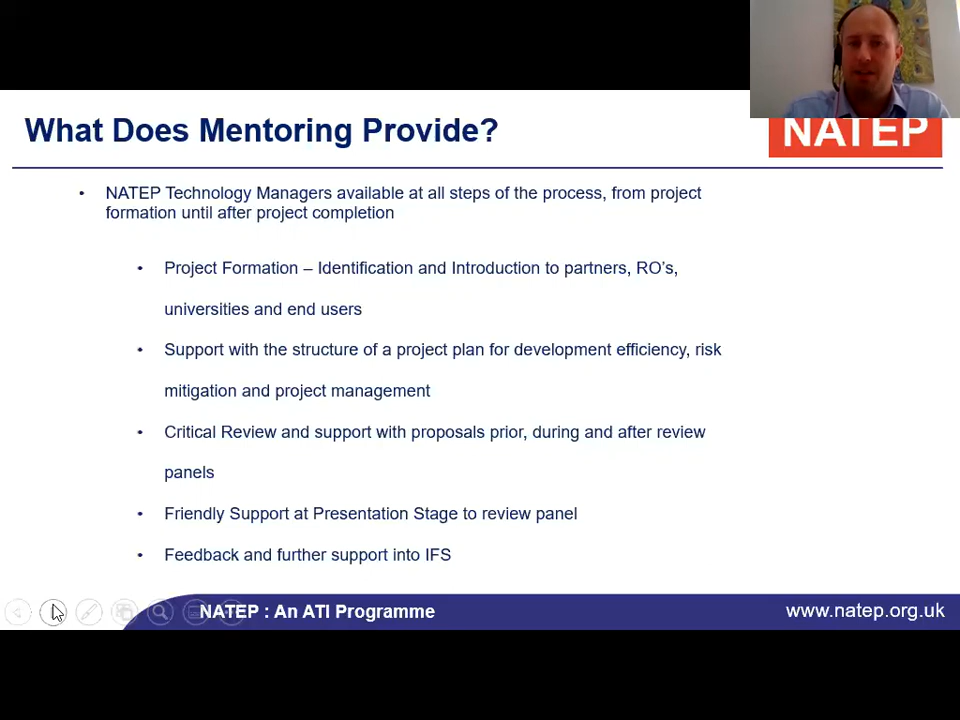 What Does Mentoring Provide?
NATEP
• NATEP Technology Managers available at all steps of the process, from project
formation until after project completion
• Project Formation – Identification and Introduction to partners, RO's,
universities and end users
• Support with the structure of a project plan for development efficiency, risk
mitigation and project management
• Critical Review and support with proposals prior, during and after review
panels
• Friendly Support at Presentation Stage to review panel
• Feedback and further support into IFS
NATEP : An ATI Programme
www.natep.org.uk